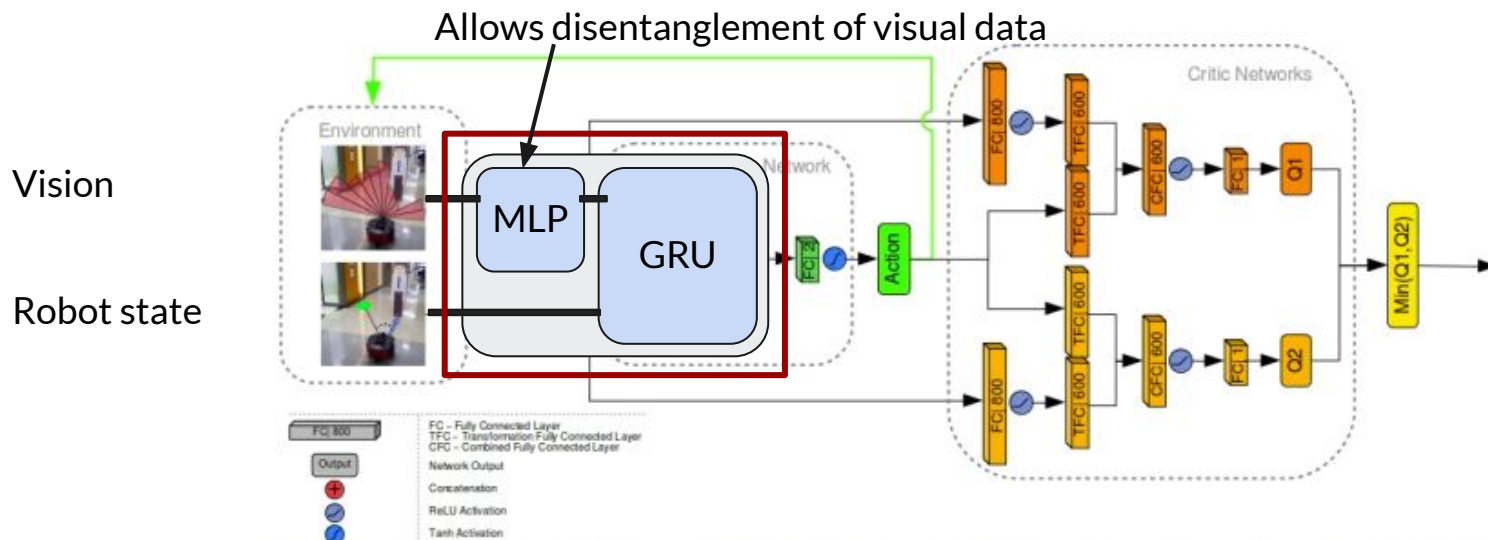 Allows disentanglement of visual data
Critic Networks
Environment
Network
Vision
Robot state
MLP
GRU
FC| 2
Action
FC| 800
TFC| 600
TFC| 600
CFC| 600
FC| 1
Q1
Min(Q1, Q2)
TFC| 600
FC| 800
TFC| 600
CFC| 600
FC| 1
Q2
FC| 800
FC – Fully Connected Layer
TFC – Transformation Fully Connected Layer
CFC – Combined Fully Connected Layer
Output
Network Output
Concatenation
ReLU Activation
Tanh Activation